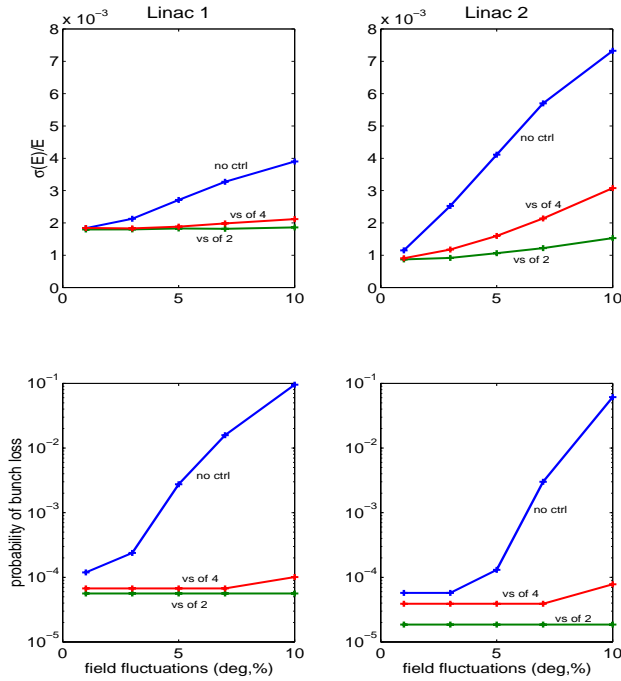 Linac 1
x 10⁻³
8
7
6
5
4
3
2
1
0
σ(E)/E
no ctrl
vs of 4
vs of 2
0 5 10
Linac 2
x 10⁻³
8
7
6
5
4
3
2
1
0
no ctrl
vs of 4
vs of 2
0 5 10
10⁻¹
10⁻²
10⁻³
10⁻⁴
10⁻⁵
probability of bunch loss
no ctrl
vs of 4
vs of 2
0 5 10
field fluctuations (deg,%)
10⁻¹
10⁻²
10⁻³
10⁻⁴
10⁻⁵
no ctrl
vs of 4
vs of 2
0 5 10
field fluctuations (deg,%)